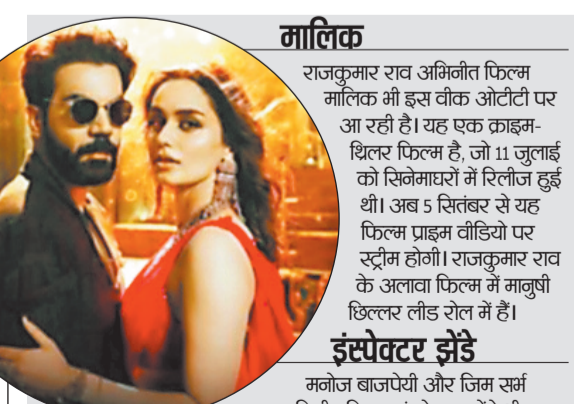 मालिक
राजकुमार राव अभिनीत फिल्म
मालिक भी इस वीक ओटीटी पर
आ रही है। यह एक क्राइम-
थ्रिलर फिल्म है, जो 11 जुलाई
को सिनेमाघरों में रिलीज हुई
थी। अब 5 सितंबर से यह
फिल्म प्राइम वीडियो पर
स्ट्रीम होगी। राजकुमार राव
के अलावा फिल्म में मानुषी
छिल्लर लीड रोल में हैं।
इंस्पेक्टर झेंडे
मनोज बाजपेयी और जिम सर्भ